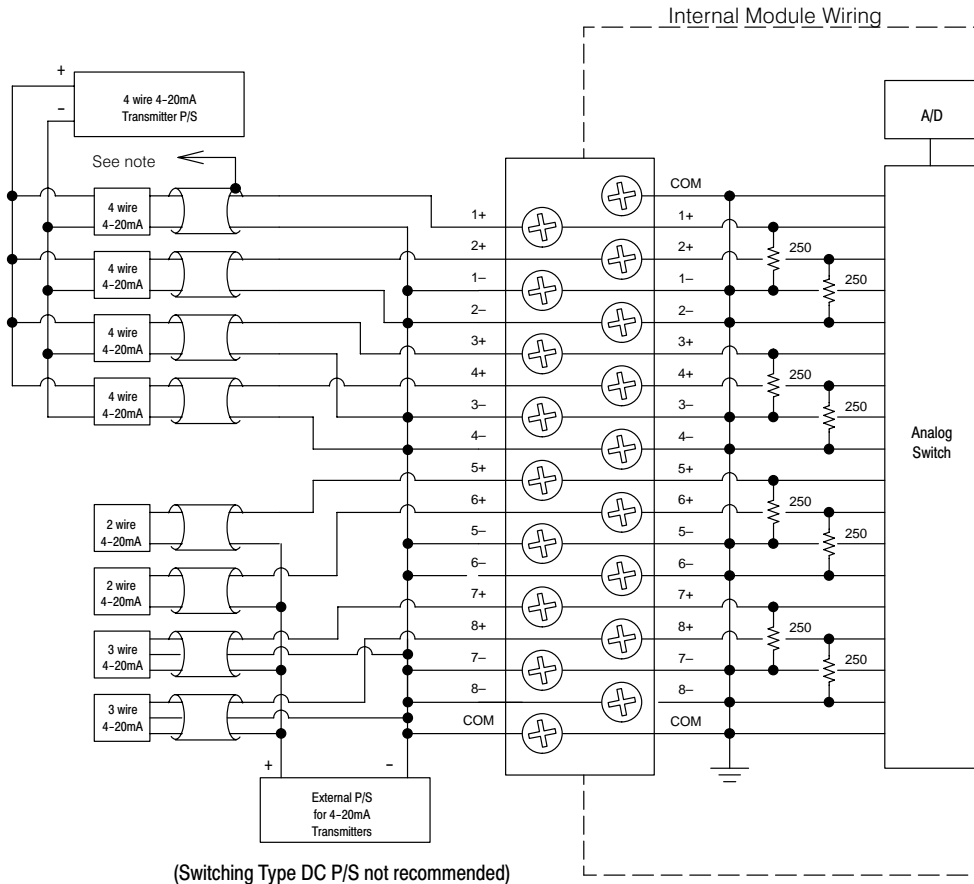 Internal Module Wiring
+
–
4 wire 4–20mA
Transmitter P/S
A/D
See note
COM
4 wire
4–20mA
1+
1+
250
4 wire
4–20mA
2+
2+
250
1–
1–
2–
2–
4 wire
4–20mA
3+
3+
250
4 wire
4–20mA
4+
4+
250
3–
3–
4–
4–
Analog
Switch
5+
5+
250
2 wire
4–20mA
6+
6+
250
5–
5–
2 wire
4–20mA
6–
6–
7+
7+
250
3 wire
4–20mA
8+
8+
250
7–
7–
3 wire
4–20mA
8–
8–
COM
COM
+
–
External P/S
for 4–20mA
Transmitters
(Switching Type DC P/S not recommended)